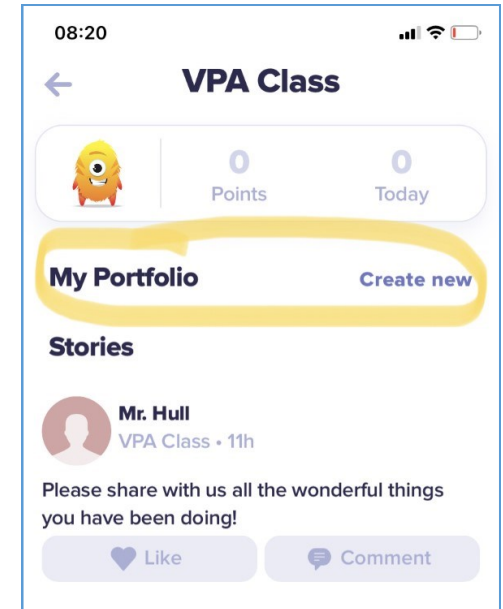 08:20
VPA Class
0 0
Points Today
My Portfolio Create new
Stories
Mr. Hull
VPA Class • 11h
Please share with us all the wonderful things
you have been doing!
Like Comment